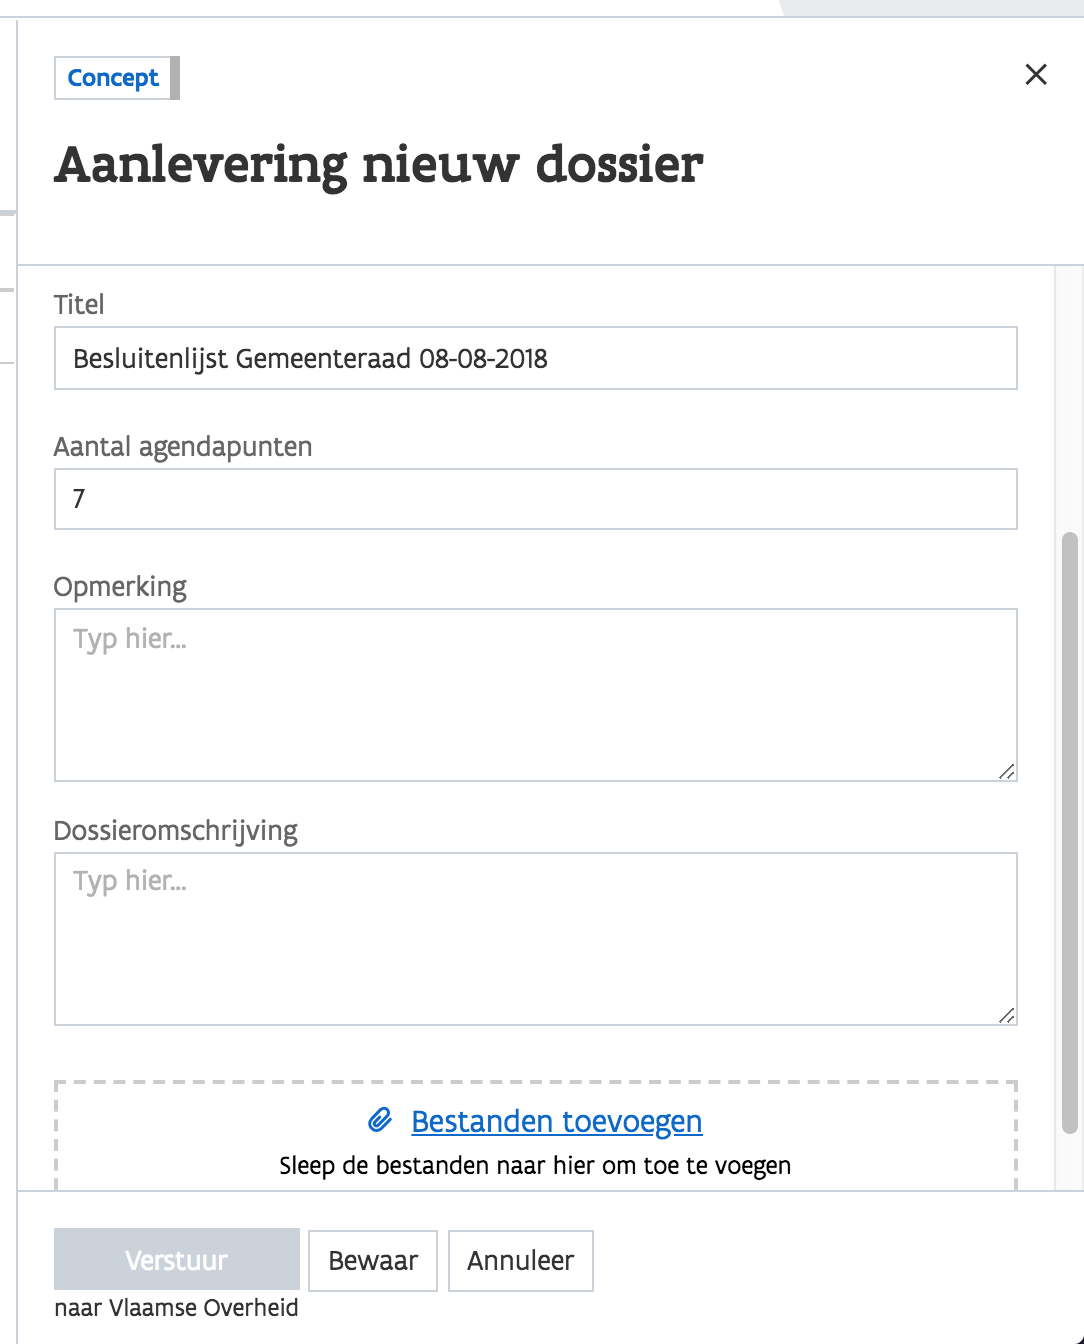 Concept
Aanlevering nieuw dossier
Titel
Besluitenlijst Gemeenteraad 08-08-2018
Aantal agendapunten
7
Opmerking
Typ hier...
Dossieromschrijving
Typ hier...
Bestanden toevoegen
Sleep de bestanden naar hier om toe te voegen
Verstuur Bewaar Annuleer
naar Vlaamse Overheid